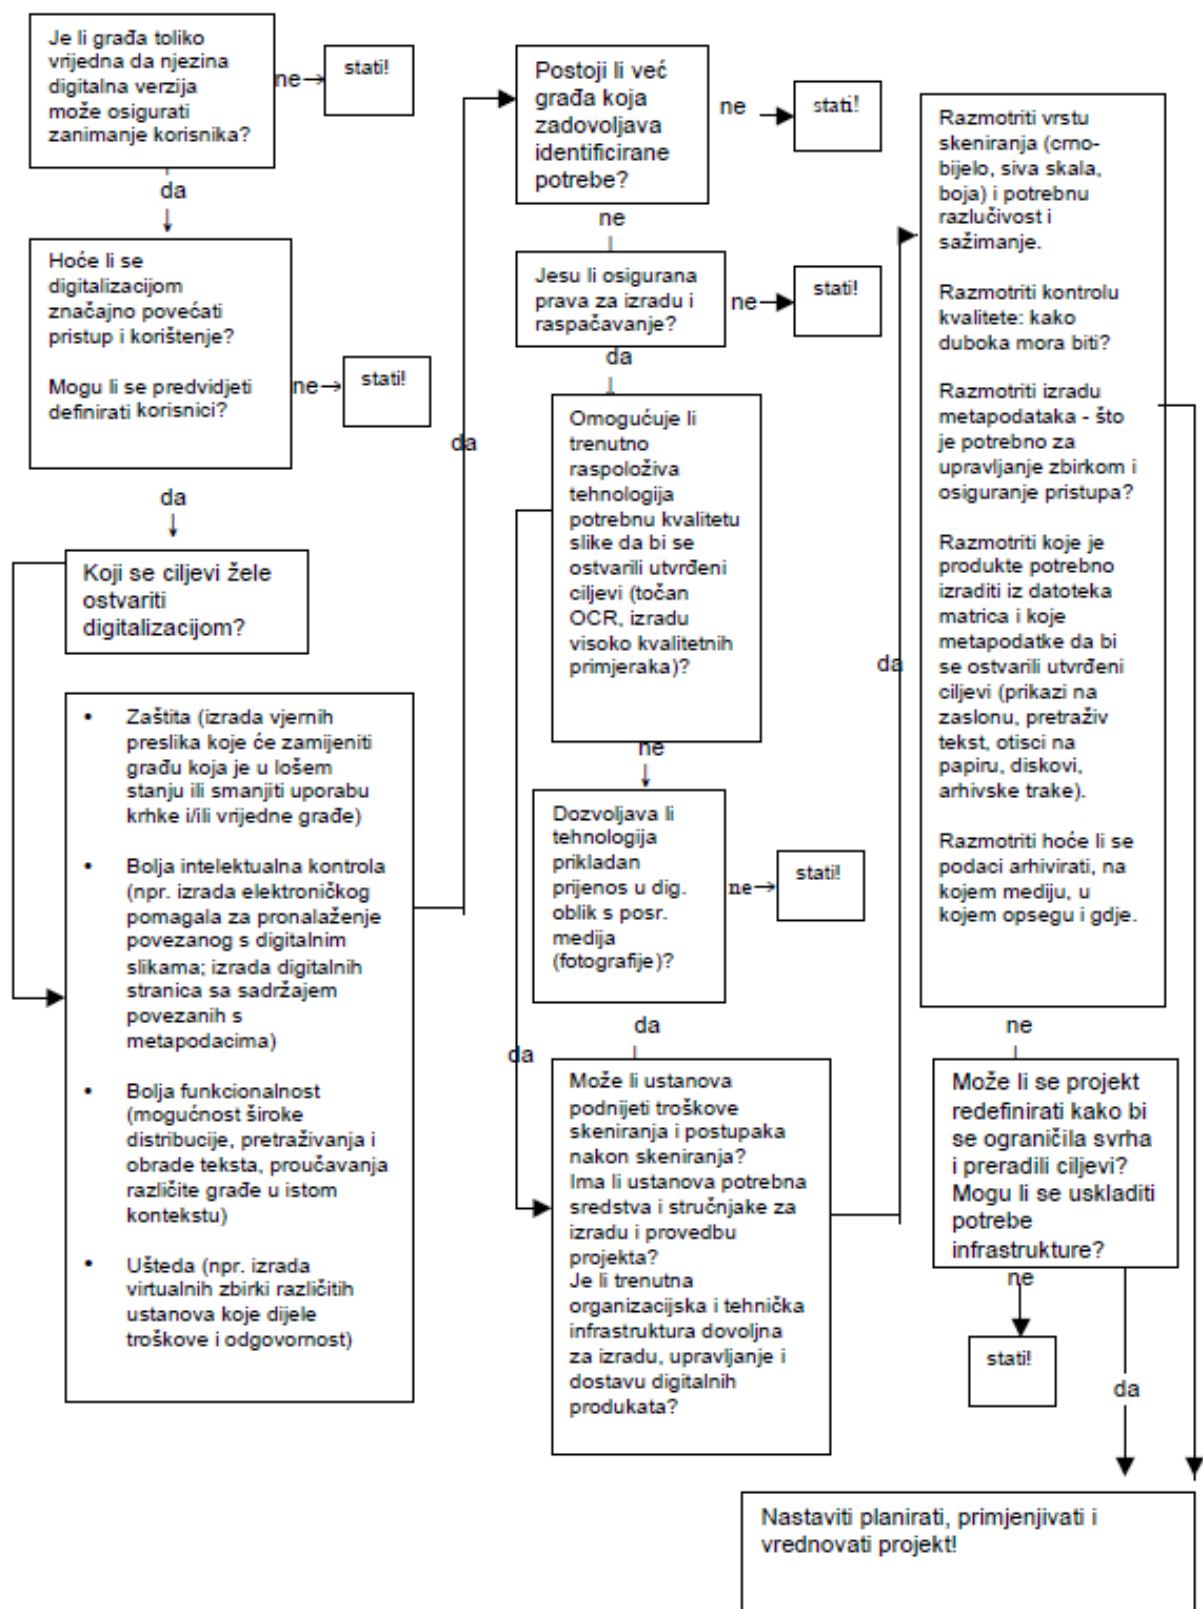 Je li građa toliko
vrijedna da njezina
digitalna verzija
može osigurati
zanimanje korisnika?
ne
stati!
da
Hoće li se
digitalizacijom
značajno povećati
pristup i korištenje?
Mogu li se predvidjeti
definirati korisnici?
ne
stati!
da
Koji se ciljevi žele
ostvariti
digitalizacijom?
• Zaštita (izrada vjernih
preslika koje će zamijeniti
građu koja je u lošem
stanju ili smanjiti uporabu
krhke i/ili vrijedne građe)
• Bolja intelektualna kontrola
(npr. izrada elektroničkog
pomagala za pronalaženje
povezanog s digitalnim
slikama; izrada digitalnih
stranica sa sadržajem
povezanih s
metapodacima)
• Bolja funkcionalnost
(mogućnost široke
distribucije, pretraživanja i
obrade teksta, proučavanja
različite građe u istom
kontekstu)
• Ušteda (npr. izrada
virtualnih zbirki različitih
ustanova koje dijele
troškove i odgovornost)
da
Postoji li već
građa koja
zadovoljava
identificirane
potrebe?
ne
stati!
ne
Jesu li osigurana
prava za izradu i
raspačavanje?
ne
stati!
da
Omogućuje li
trenutno
raspoloživa
tehnologija
potrebnu kvalitetu
slike da bi se
ostvarili utvrđeni
ciljevi (točan
OCR, izradu
visoko kvalitetnih
primjeraka)?
ne
Dozvoljava li
tehnologija
prikladan
prijenos u dig.
oblik s posr.
medija
(fotografije)?
ne
stati!
da
da
Može li ustanova
podnijeti troškove
skeniranja i postupaka
nakon skeniranja?
Ima li ustanova potrebna
sredstva i stručnjake za
izradu i provedbu
projekta?
Je li trenutna
organizacijska i tehnička
infrastruktura dovoljna
za izradu, upravljanje i
dostavu digitalnih
produkata?
da
Razmotriti vrstu
skeniranja (crno-
bijelo, siva skala,
boja) i potrebnu
razlučivost i
sažimanje.
Razmotriti kontrolu
kvalitete: kako
duboka mora biti?
Razmotriti izradu
metapodataka - što
je potrebno za
upravljanje zbirkom i
osiguranje pristupa?
Razmotriti koje je
produkte potrebno
izraditi iz datoteka
matrica i koje
metapodatke da bi
se ostvarili utvrđeni
ciljevi (prikazi na
zaslonu, pretraživ
tekst, otisci na
papiru, diskovi,
arhivske trake).
Razmotriti hoće li se
podaci arhivirati, na
kojem mediju, u
kojem opsegu i gdje.
ne
Može li se projekt
redefinirati kako bi
se ograničila svrha
i preradili ciljevi?
Mogu li se uskladiti
potrebe
infrastrukture?
ne
stati!
da
Nastaviti planirati, primjenjivati i
vrednovati projekt!